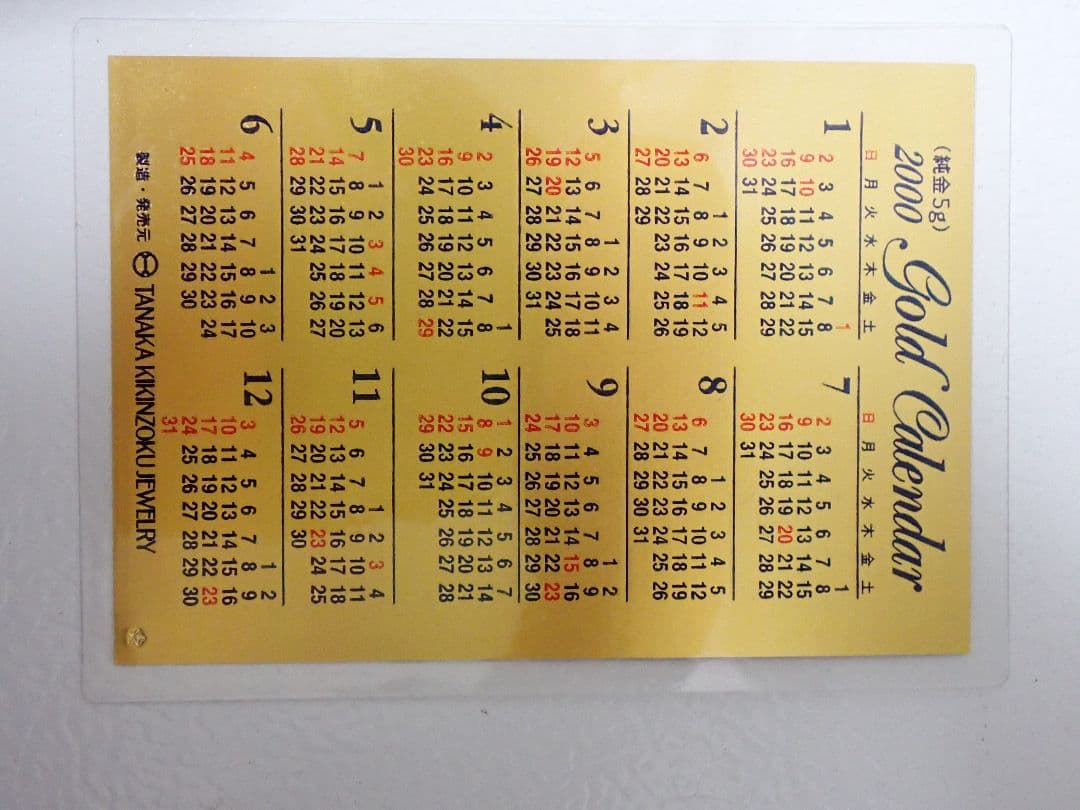 (純金5g)
2000 Gold Calendar
日 月 火 水 木 金 土
1
1
2 3 4 5 6 7 8
9 10 11 12 13 14 15
16 17 18 19 20 21 22
23 24 25 26 27 28 29
30 31
2
1 2 3 4 5
6 7 8 9 10 11 12
13 14 15 16 17 18 19
20 21 22 23 24 25 26
27 28 29
3
1 2 3 4
5 6 7 8 9 10 11
12 13 14 15 16 17 18
19 20 21 22 23 24 25
26 27 28 29 30 31
4
1
2 3 4 5 6 7 8
9 10 11 12 13 14 15
16 17 18 19 20 21 22
23 24 25 26 27 28 29
30
5
1 2 3 4 5 6
7 8 9 10 11 12 13
14 15 16 17 18 19 20
21 22 23 24 25 26 27
28 29 30 31
6
1 2 3
4 5 6 7 8 9 10
11 12 13 14 15 16 17
18 19 20 21 22 23 24
25 26 27 28 29 30
日 月 火 水 木 金 土
7
1
2 3 4 5 6 7 8
9 10 11 12 13 14 15
16 17 18 19 20 21 22
23 24 25 26 27 28 29
30 31
8
1 2 3 4 5
6 7 8 9 10 11 12
13 14 15 16 17 18 19
20 21 22 23 24 25 26
27 28 29 30 31
9
1 2
3 4 5 6 7 8 9
10 11 12 13 14 15 16
17 18 19 20 21 22 23
24 25 26 27 28 29 30
10
1 2 3 4 5 6 7
8 9 10 11 12 13 14
15 16 17 18 19 20 21
22 23 24 25 26 27 28
29 30 31
11
1 2 3 4
5 6 7 8 9 10 11
12 13 14 15 16 17 18
19 20 21 22 23 24 25
26 27 28 29 30
12
1 2
3 4 5 6 7 8 9
10 11 12 13 14 15 16
17 18 19 20 21 22 23
24 25 26 27 28 29 30
31
製造・発売元 TANAKA KIKINZOKU JEWELRY